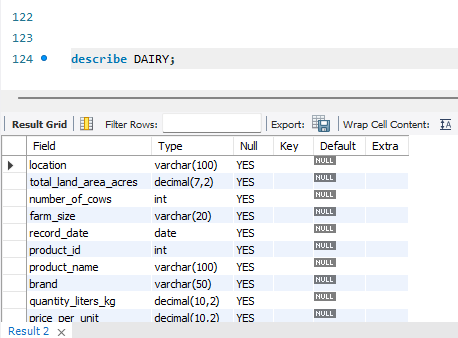 122
123
124 describe DAIRY;
Result Grid Filter Rows: Export: Wrap Cell Content: IA
Field Type Null Key Default Extra
location varchar(100) YES NULL
total_land_area_acres decimal(7,2) YES NULL
number_of_cows int YES NULL
farm_size varchar(20) YES NULL
record_date date YES NULL
product_id int YES NULL
product_name varchar(100) YES NULL
brand varchar(50) YES NULL
quantity_liters_kg decimal(10,2) YES NULL
price_per_unit decimal(10,2) YES NULL
Result 2 ×